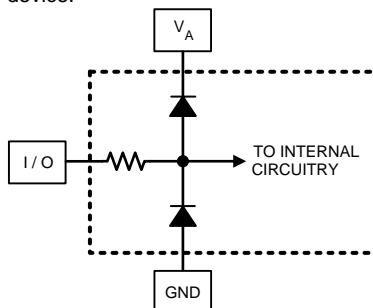 device.
V_A
I / O
TO INTERNAL
CIRCUITRY
GND